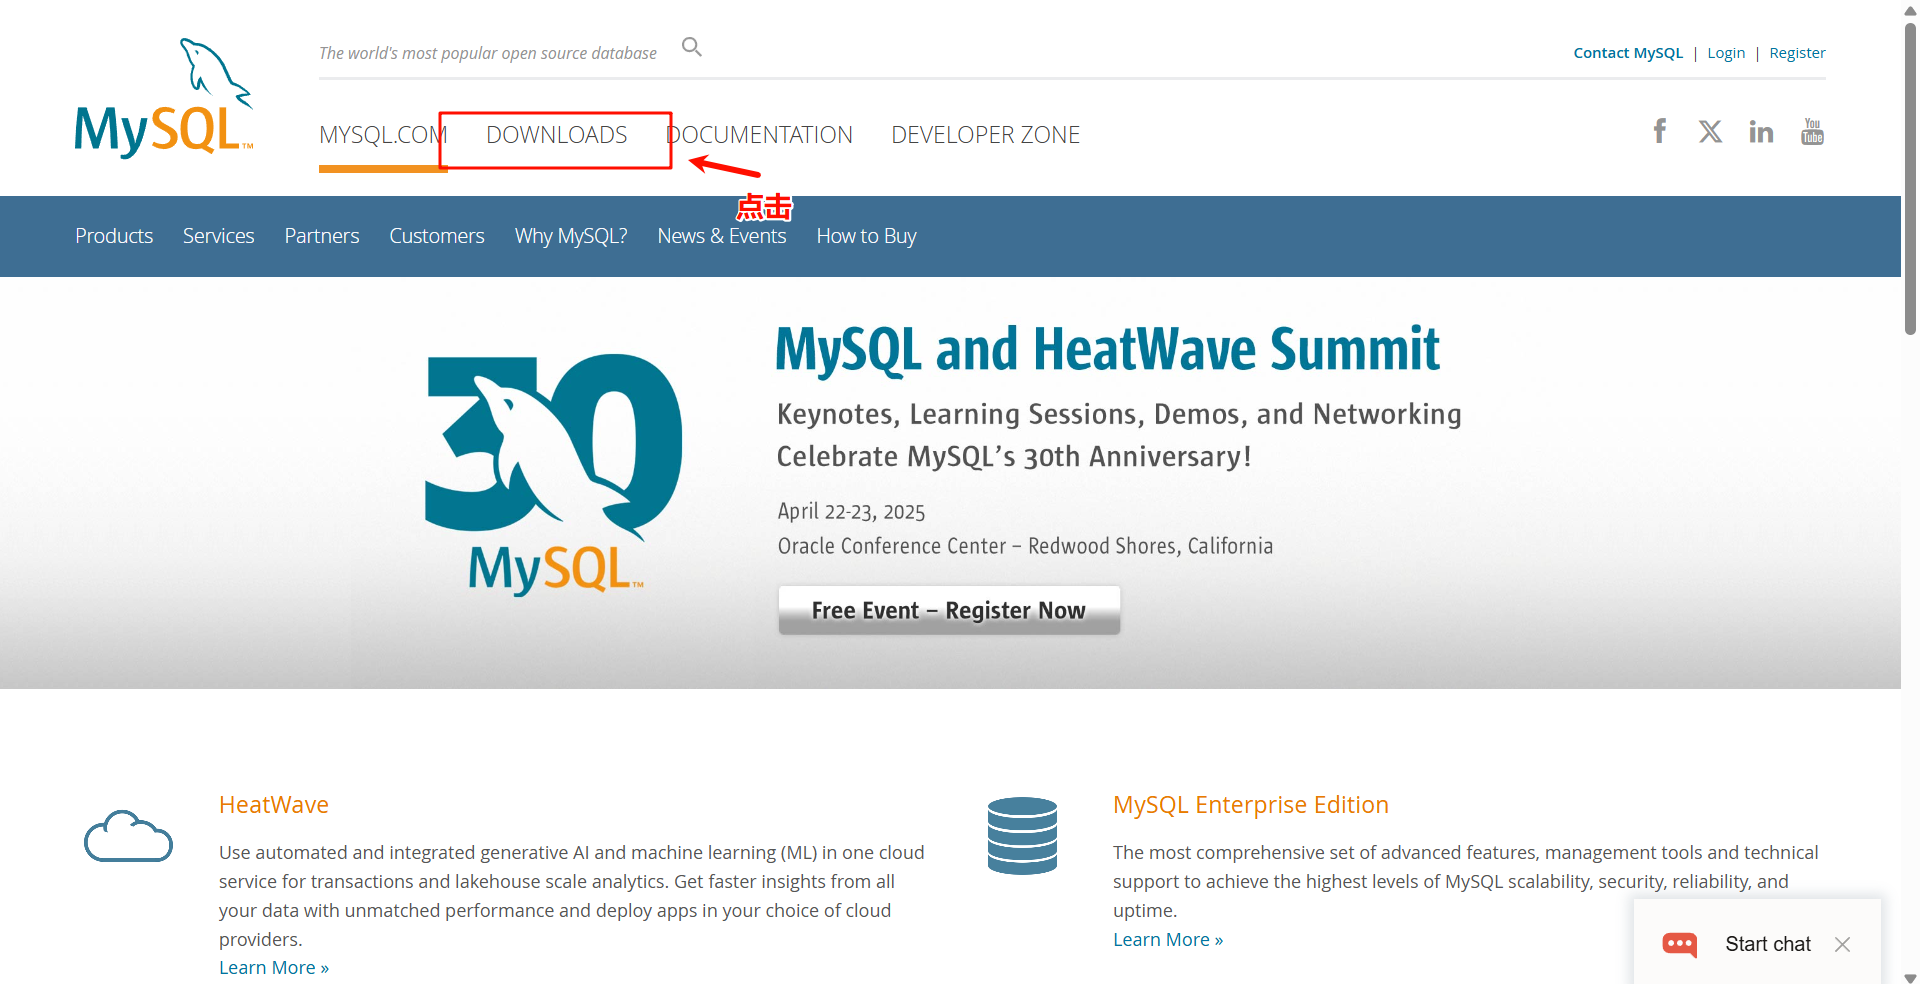 The world's most popular open source database
Contact MySQL | Login | Register
MySQL™
MYSQL.COM DOWNLOADS DOCUMENTATION DEVELOPER ZONE
You Tube
点击
Products Services Partners Customers Why MySQL? News & Events How to Buy
MySQL and HeatWave Summit
Keynotes, Learning Sessions, Demos, and Networking
Celebrate MySQL’s 30th Anniversary!
April 22-23, 2025
Oracle Conference Center – Redwood Shores, California
Free Event – Register Now
30
MySQL™
HeatWave
Use automated and integrated generative AI and machine learning (ML) in one cloud
service for transactions and lakehouse scale analytics. Get faster insights from all
your data with unmatched performance and deploy apps in your choice of cloud
providers.
Learn More »
MySQL Enterprise Edition
The most comprehensive set of advanced features, management tools and technical
support to achieve the highest levels of MySQL scalability, security, reliability, and
uptime.
Learn More »
Start chat